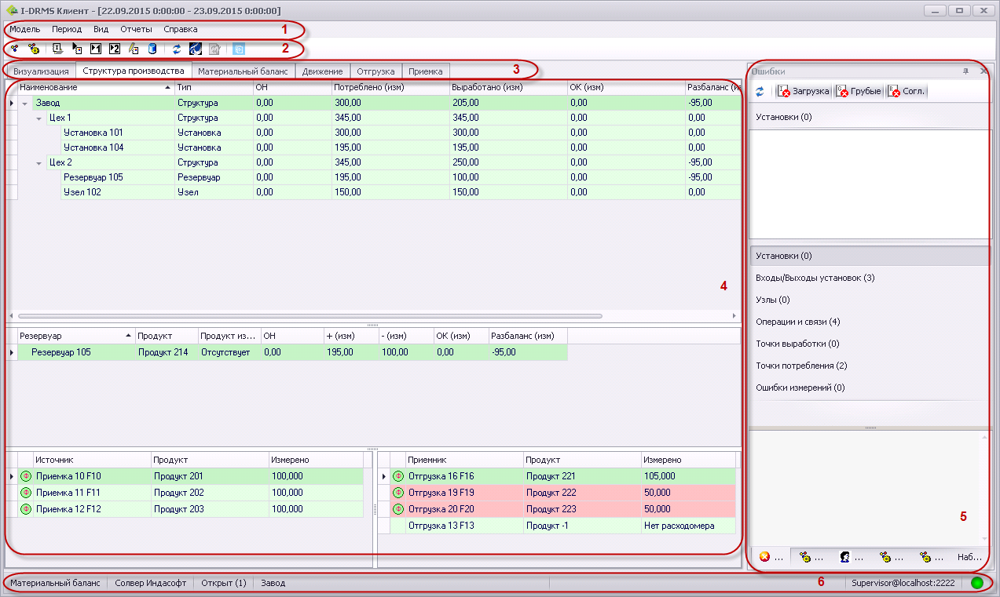 I-DRMS Клиент - [22.09.2015 0:00:00 - 23.09.2015 0:00:00]
Модель Период Вид Отчеты Справка 1
2
Визуализация Структура производства Материальный баланс Движение Отгрузка Приемка 3
Наименование Тип ОН Потреблено (изм) Выработано (изм) ОК (изм) Разбаланс (и
Завод Структура 0,00 300,00 205,00 0,00 -95,00
Цех 1 Структура 0,00 345,00 345,00 0,00 0,00
Установка 101 Установка 0,00 300,00 300,00 0,00 0,00
Установка 104 Установка 0,00 195,00 195,00 0,00 0,00
Цех 2 Структура 0,00 345,00 250,00 0,00 -95,00
Резервуар 105 Резервуар 0,00 195,00 100,00 0,00 -95,00
Узел 102 Узел 0,00 150,00 150,00 0,00 0,00
4
Резервуар Продукт Продукт из... ОН + (изм) - (изм) ОК (изм) Разбаланс (изм)
Резервуар 105 Продукт 214 Отсутствует 0,00 195,00 100,00 0,00 -95,00
Источник Продукт Измерено
Приемка 10 F10 Продукт 201 100,000
Приемка 11 F11 Продукт 202 100,000
Приемка 12 F12 Продукт 203 100,000
Приемник Продукт Измерено
Отгрузка 16 F16 Продукт 221 105,000
Отгрузка 19 F19 Продукт 222 50,000
Отгрузка 20 F20 Продукт 223 50,000
Отгрузка 13 F13 Продукт -1 Нет расходомера
Ошибки
Загрузка Грубые Согл.
Установки (0)
Установки (0)
Входы/Выходы установок (3)
Узлы (0)
Операции и связи (4)
Точки выработки (0)
Точки потребления (2)
Ошибки измерений (0)
5
... ... ... ... ... Наб...
Материальный баланс Солвер Индасофт Открыт (1) Завод 6 Supervisor@localhost:2222